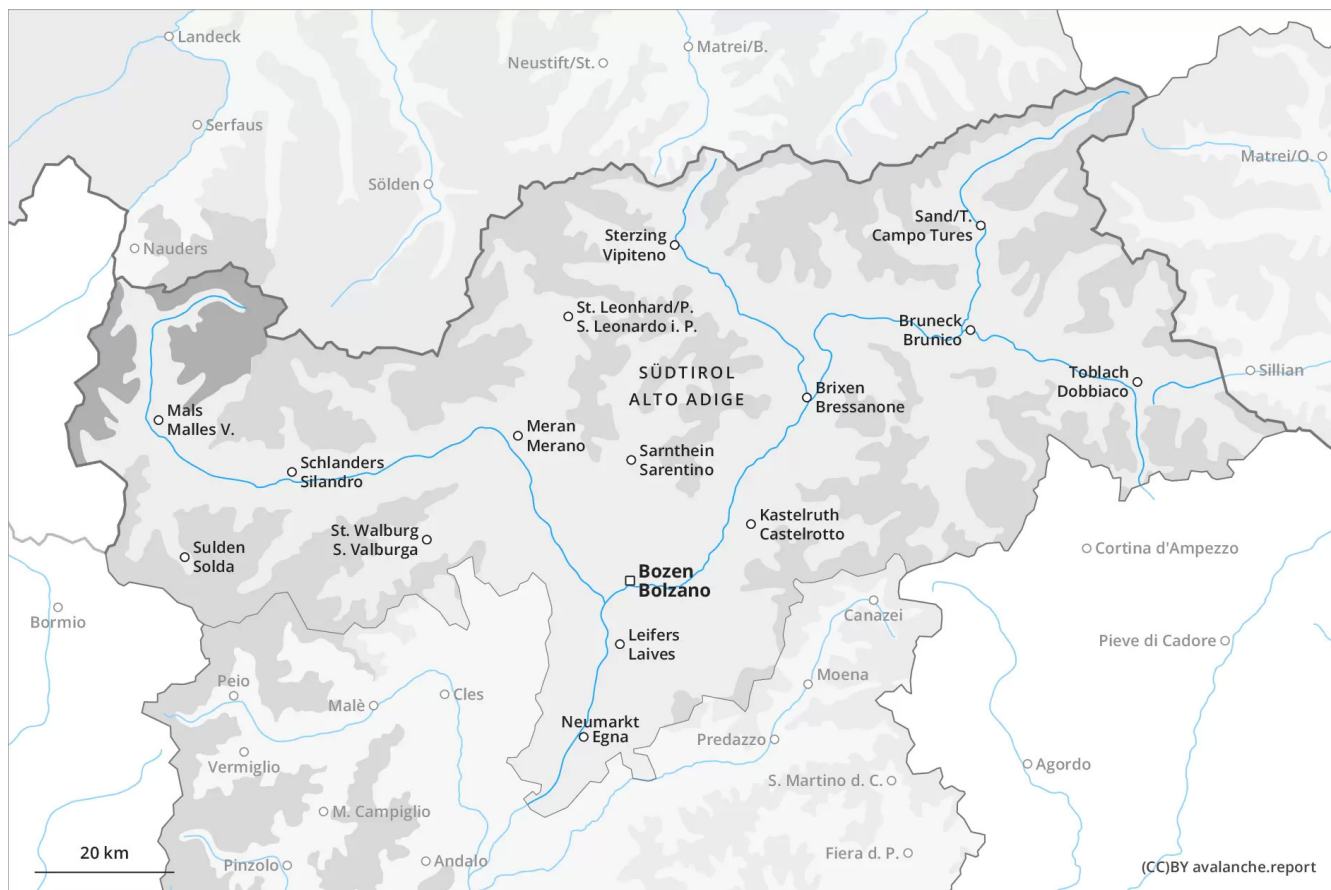 Landeck
Matrei/B.
Neustift/St.
Serfaus
Matrei/O.
Sölden
Sand/T.
Campo Tures
Sterzing
Vipiteno
Nauders
St. Leonhard/P.
S. Leonardo i. P.
Bruneck
Brunico
SÜDTIROL
ALTO ADIGE
Toblach
Dobbiaco
Sillian
Brixen
Bressanone
Mals
Malles V.
Meran
Merano
Schlanders
Silandro
Sarnthein
Sarentino
St. Walburg
S. Valburga
Kastelruth
Castelrotto
Sulden
Solda
Cortina d'Ampezzo
Bozen
Bolzano
Bormio
Canazei
Leifers
Laives
Pieve di Cadore
Peio
Moena
Malè
Cles
Neumarkt
Egna
Predazzo
Vermiglio
Agordo
S. Martino d. C.
M. Campiglio
20 km
Pinzolo
Andalo
Fiera d. P.
(CC)BY avalanche.report